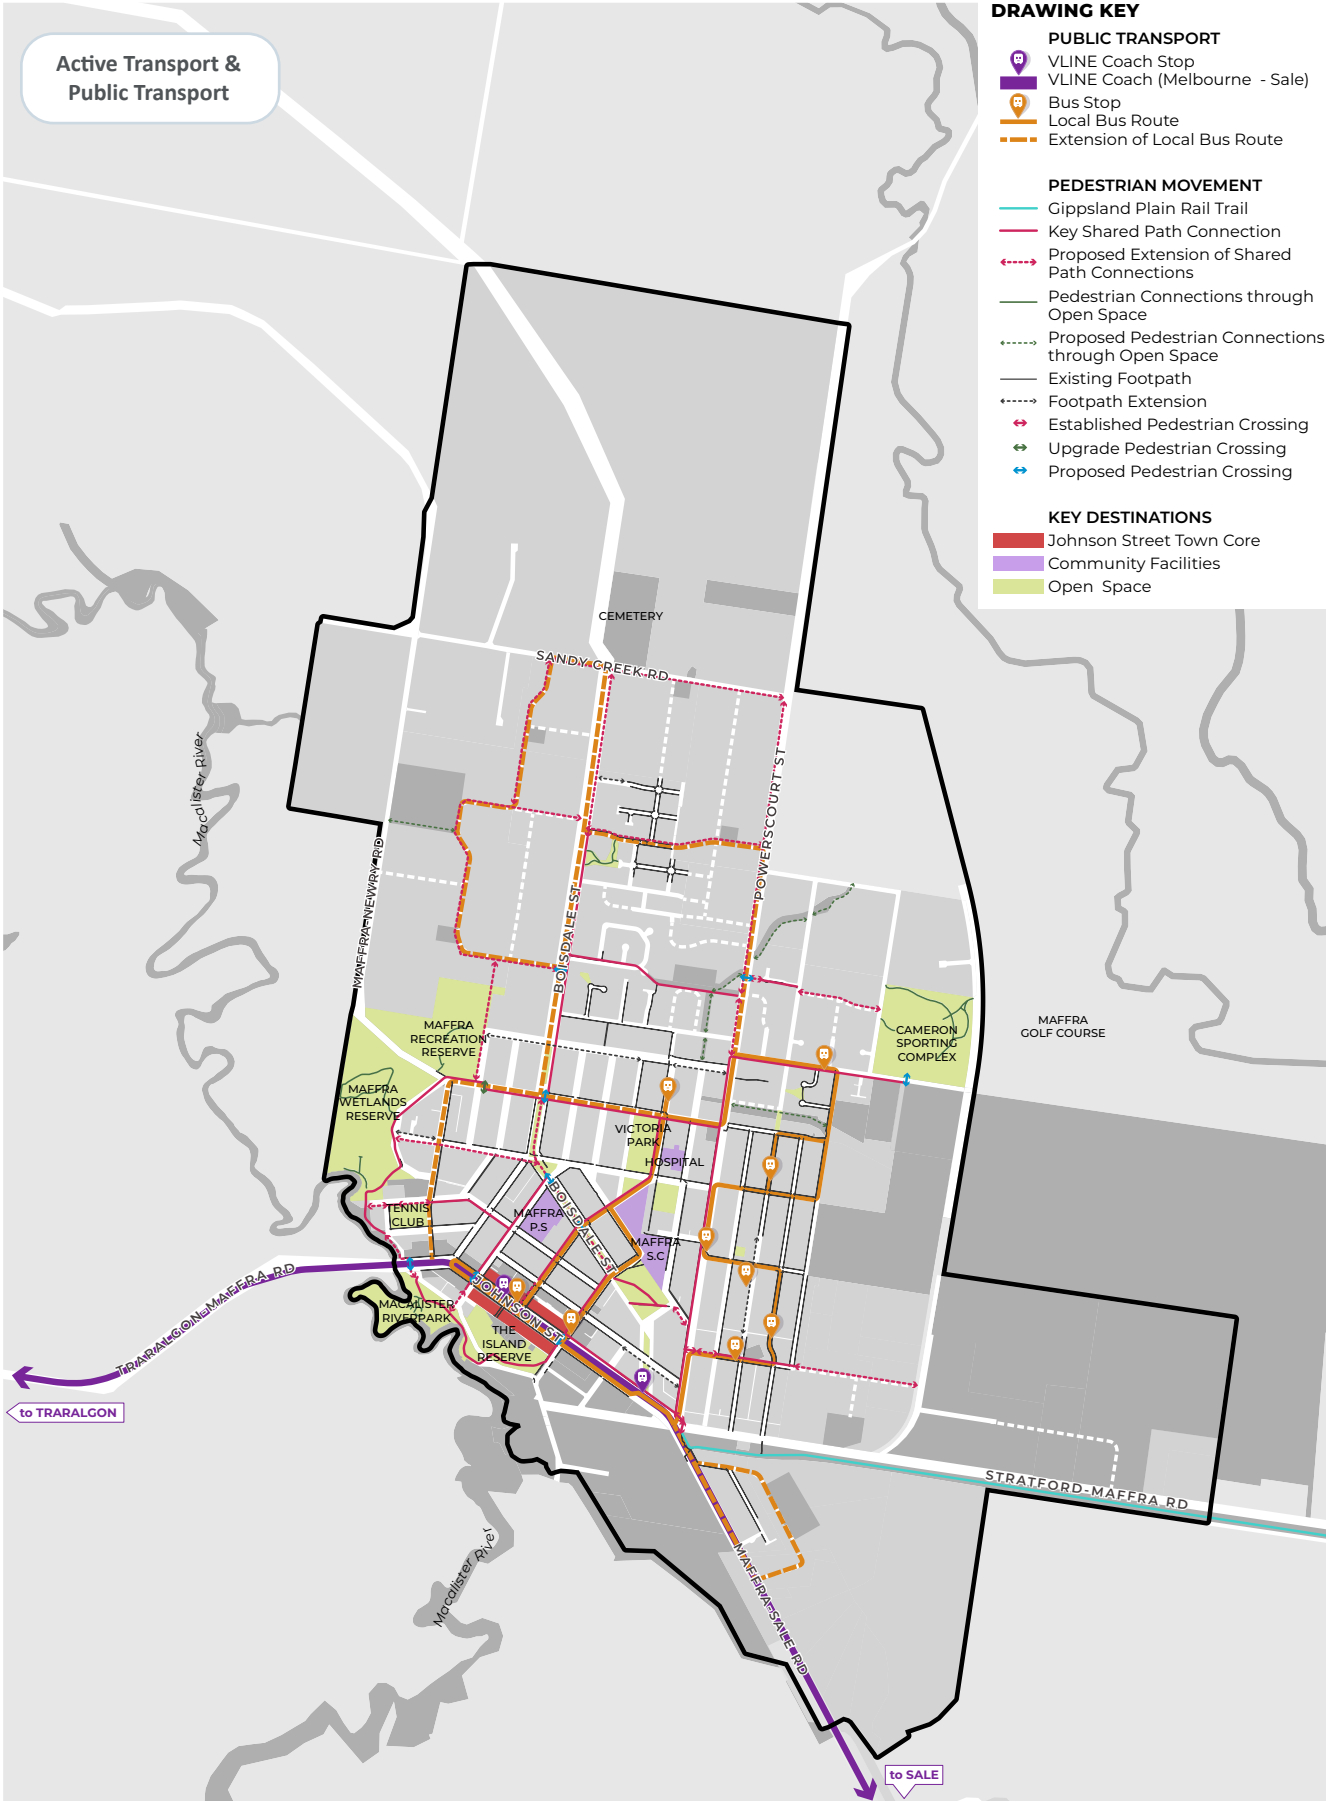 Active Transport &
Public Transport
DRAWING KEY
PUBLIC TRANSPORT
VLINE Coach Stop
VLINE Coach (Melbourne - Sale)
Bus Stop
Local Bus Route
Extension of Local Bus Route
PEDESTRIAN MOVEMENT
Gippsland Plain Rail Trail
Key Shared Path Connection
Proposed Extension of Shared
Path Connections
Pedestrian Connections through
Open Space
Proposed Pedestrian Connections
through Open Space
Existing Footpath
Footpath Extension
Established Pedestrian Crossing
Upgrade Pedestrian Crossing
Proposed Pedestrian Crossing
KEY DESTINATIONS
Johnson Street Town Core
Community Facilities
Open Space
CEMETERY
SANDY CREEK RD
Macalister River
POWERSCOURT ST
MAFFRA-NEWRY RD
BOISDALE ST
MAFFRA
RECREATION
RESERVE
CAMERON
SPORTING
COMPLEX
MAFFRA
GOLF COURSE
MAFFRA
WETLANDS
RESERVE
VICTORIA
PARK
HOSPITAL
TENNIS
CLUB
MAFFRA
P.S
BOISDALE ST
MAFFRA
S.C
TRARALGON-MAFFRA RD
JOHNSON ST
MACALISTER
RIVERPARK
THE
ISLAND
RESERVE
to TRARALGON
STRATFORD-MAFFRA RD
Macalister River
MAFFRA-SALE RD
to SALE